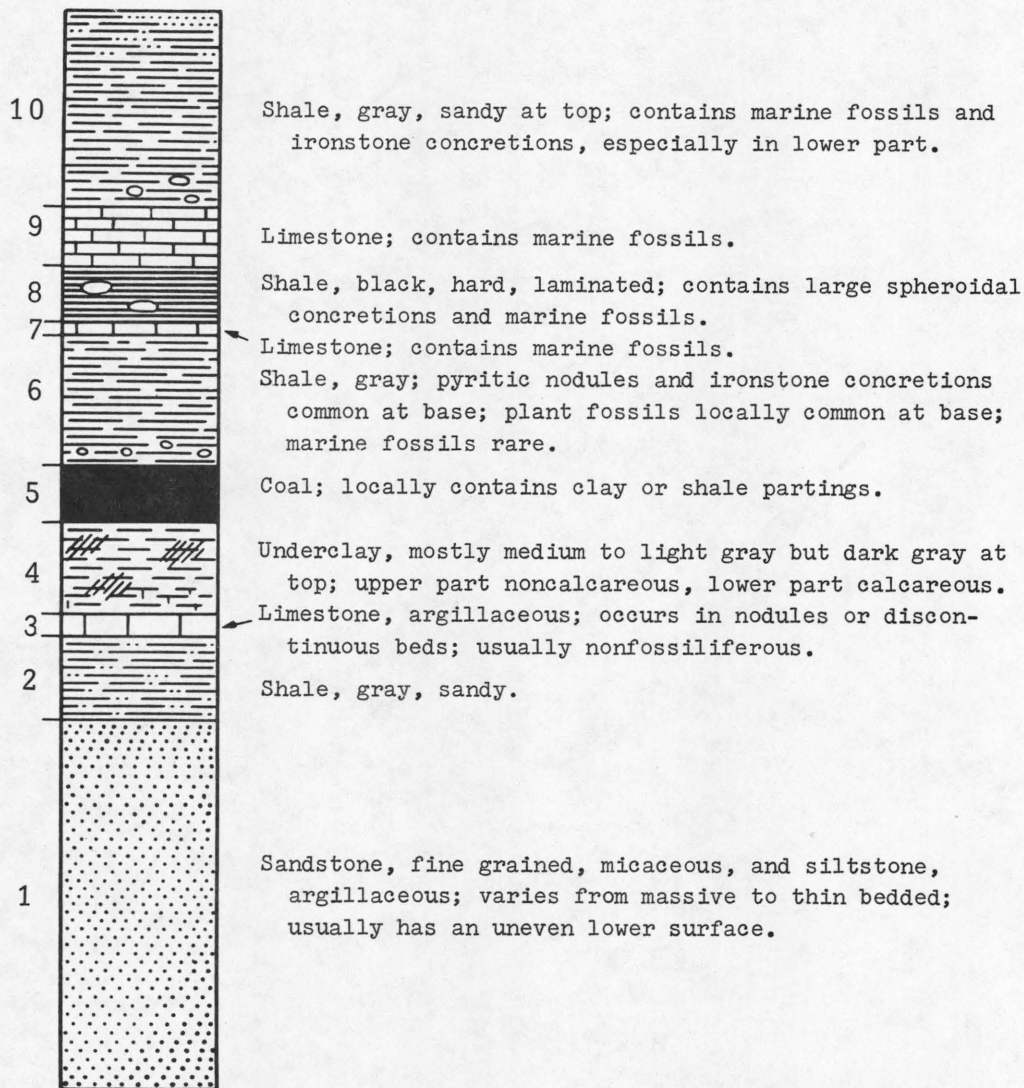 10
Shale, gray, sandy at top; contains marine fossils and
ironstone concretions, especially in lower part.
9
Limestone; contains marine fossils.
8
Shale, black, hard, laminated; contains large spheroidal
concretions and marine fossils.
7
Limestone; contains marine fossils.
6
Shale, gray; pyritic nodules and ironstone concretions
common at base; plant fossils locally common at base;
marine fossils rare.
5
Coal; locally contains clay or shale partings.
4
Underclay, mostly medium to light gray but dark gray at
top; upper part noncalcareous, lower part calcareous.
3
Limestone, argillaceous; occurs in nodules or discon-
tinuous beds; usually nonfossiliferous.
2
Shale, gray, sandy.
1
Sandstone, fine grained, micaceous, and siltstone,
argillaceous; varies from massive to thin bedded;
usually has an uneven lower surface.